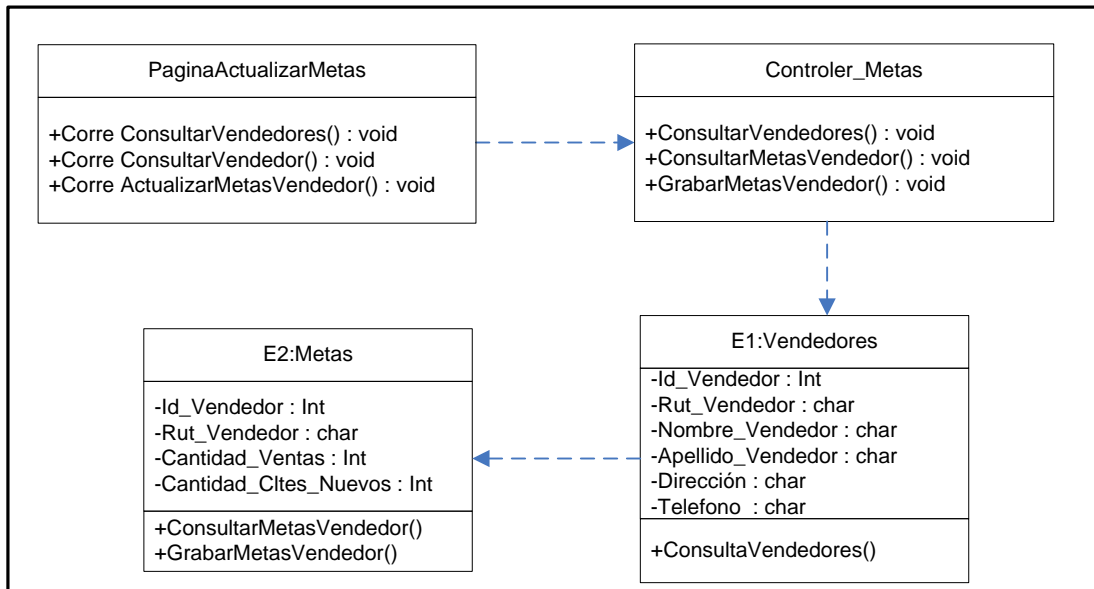 PaginaActualizarMetas
+Corre ConsultarVendedores() : void
+Corre ConsultarVendedor() : void
+Corre ActualizarMetasVendedor() : void
Controler_Metas
+ConsultarVendedores() : void
+ConsultarMetasVendedor() : void
+GrabarMetasVendedor() : void
E2:Metas
-Id_Vendedor : Int
-Rut_Vendedor : char
-Cantidad_Ventas : Int
-Cantidad_Cltes_Nuevos : Int
+ConsultarMetasVendedor()
+GrabarMetasVendedor()
E1:Vendedores
-Id_Vendedor : Int
-Rut_Vendedor : char
-Nombre_Vendedor : char
-Apellido_Vendedor : char
-Dirección : char
-Telefono : char
+ConsultaVendedores()